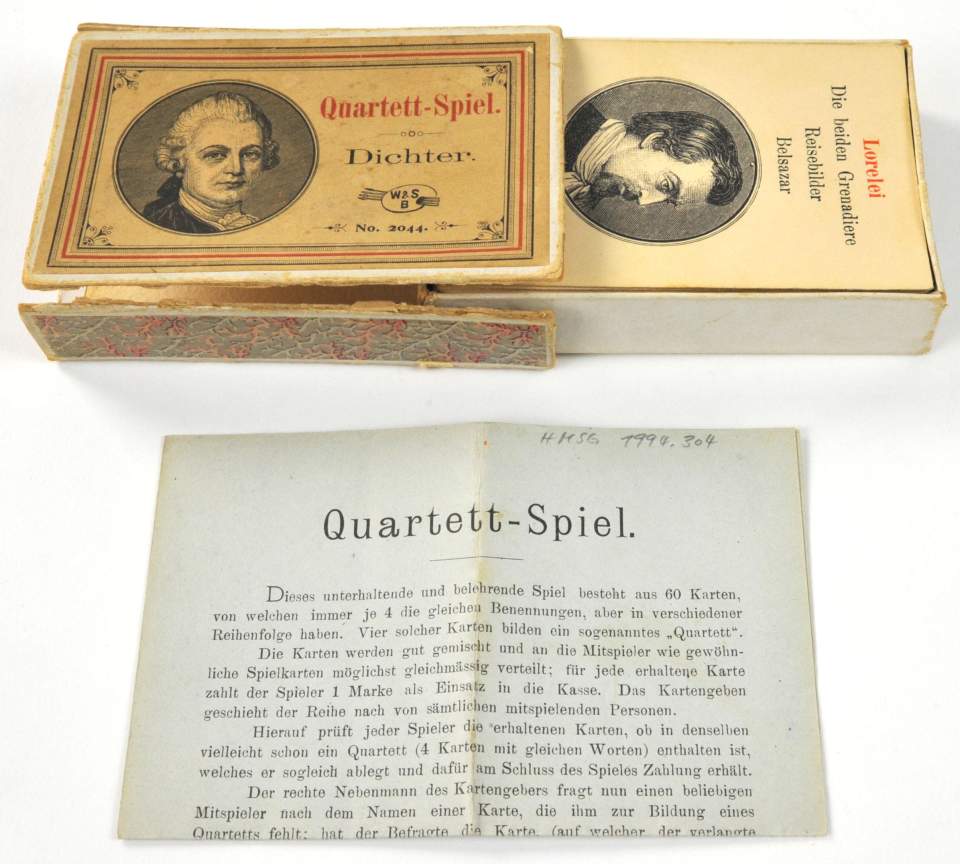 Quartett-Spiel.
Dichter.
W & S
B
No. 2044.
Lorelei
Die beiden Grenadiere
Reisebilder
Belsazar
HMSG 1994.304
Quartett-Spiel.
Dieses unterhaltende und belehrende Spiel besteht aus 60 Karten,
von welchen immer je 4 die gleichen Benennungen, aber in verschiedener
Reihenfolge haben. Vier solcher Karten bilden ein sogenanntes „Quartett“.
Die Karten werden gut gemischt und an die Mitspieler wie gewöhn-
liche Spielkarten möglichst gleichmässig verteilt; für jede erhaltene Karte
zahlt der Spieler 1 Marke als Einsatz in die Kasse. Das Kartengeben
geschieht der Reihe nach von sämtlichen mitspielenden Personen.
Hierauf prüft jeder Spieler die erhaltenen Karten, ob in denselben
vielleicht schon ein Quartett (4 Karten mit gleichen Worten) enthalten ist,
welches er sogleich ablegt und dafür am Schluss des Spieles Zahlung erhält.
Der rechte Nebenmann des Kartengebers fragt nun einen beliebigen
Mitspieler nach dem Namen einer Karte, die ihm zur Bildung eines
Quartetts fehlt; hat der Befragte die Karte, (auf welcher der verlangte